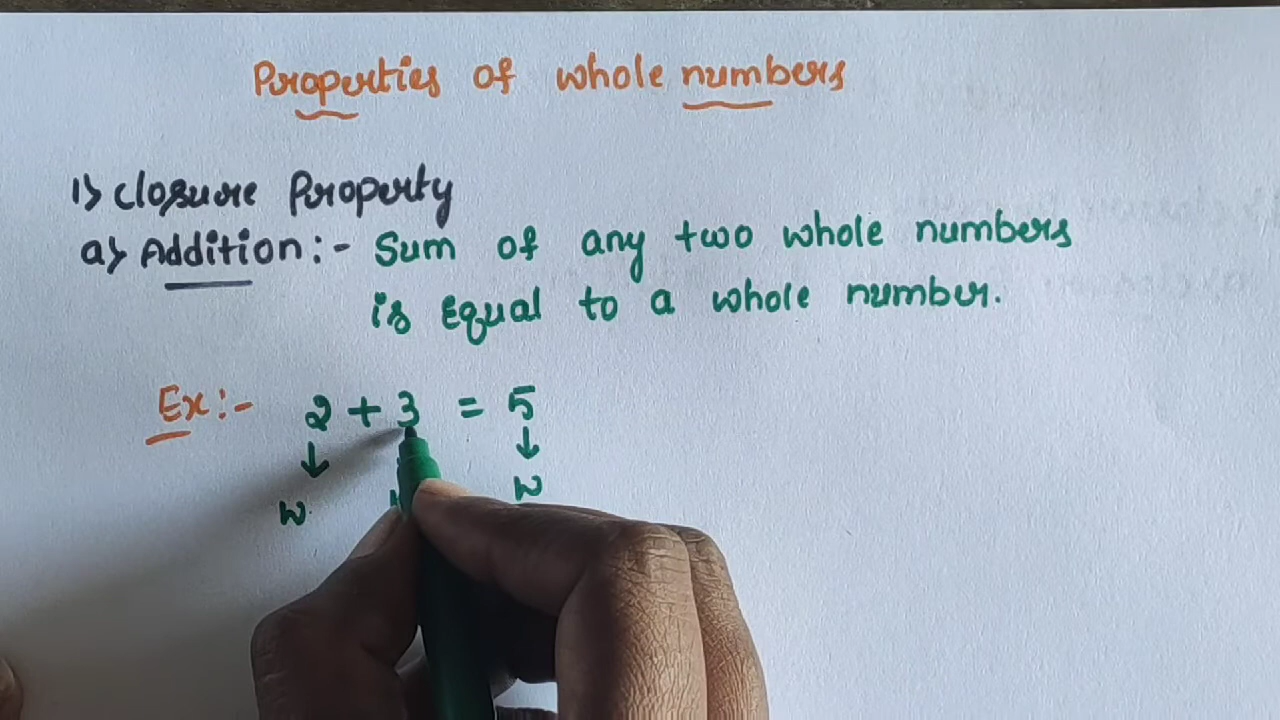 Properties of whole numbers
1) Closure Property
a) Addition:- Sum of any two whole numbers
is equal to a whole number.
Ex:- 2 + 3 = 5
↓ ↓
W W